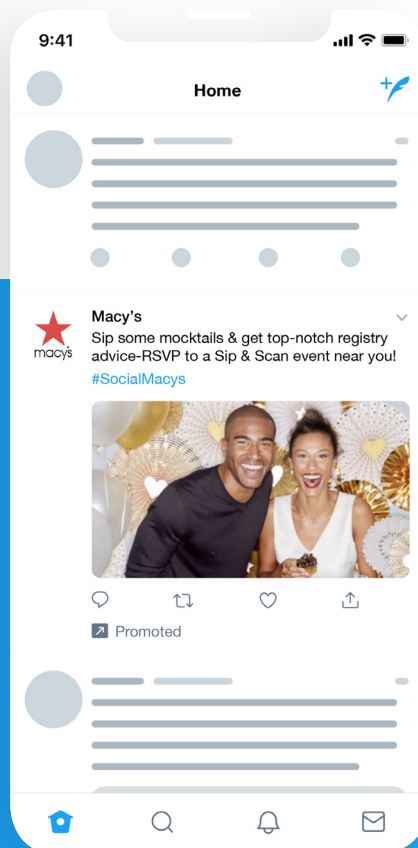 9:41
Home
Macy's
Sip some mocktails & get top-notch registry
advice-RSVP to a Sip & Scan event near you!
#SocialMacys
macy's
Promoted